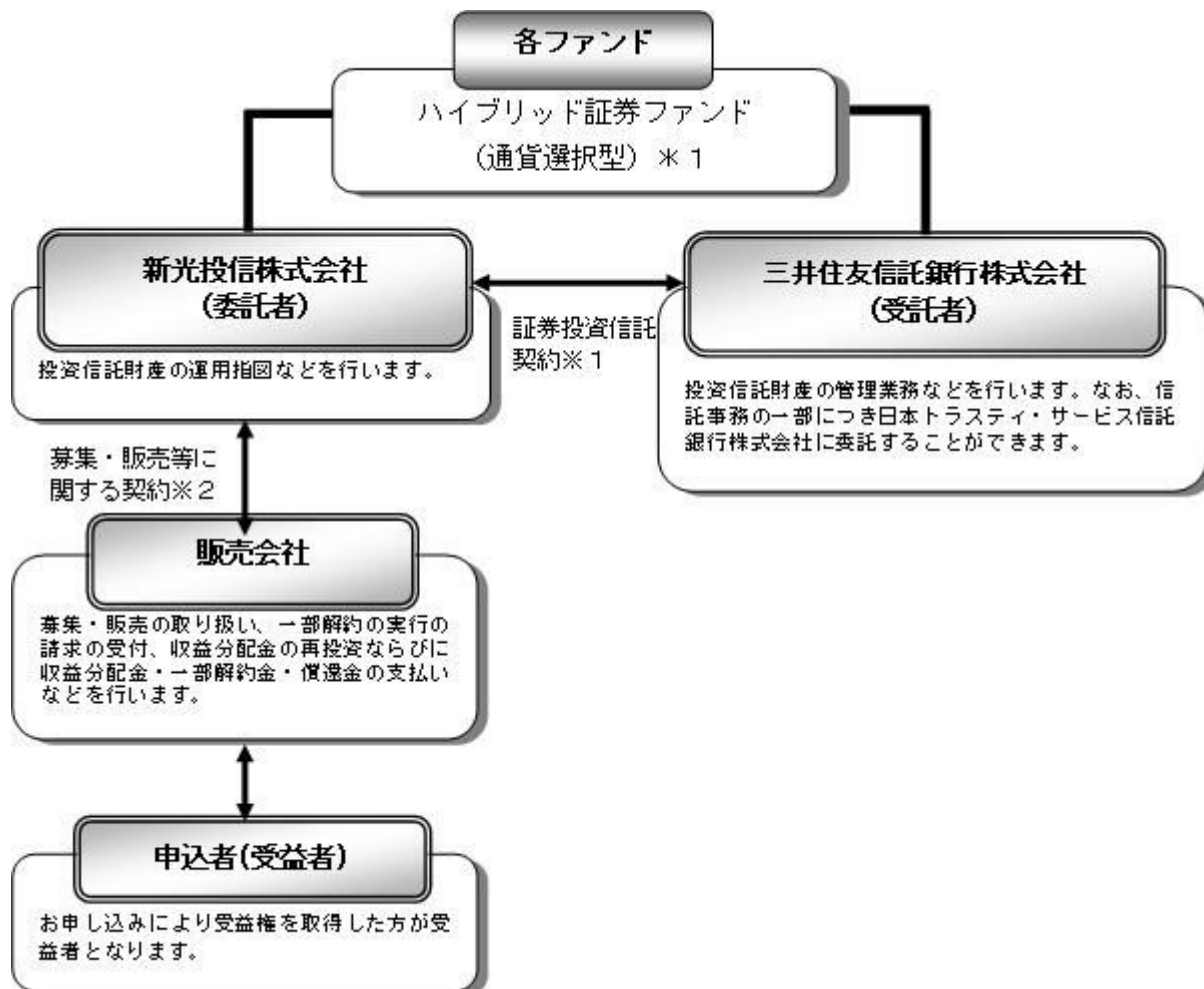 各ファンド
ハイブリッド証券ファンド
(通貨選択型)＊１
新光投信株式会社
(委託者)
投資信託財産の運用指図などを行います。
証券投資信託
契約※１
三井住友信託銀行株式会社
(受託者)
投資信託財産の管理業務などを行います。なお、信
託事務の一部につき日本トラスティ・サービス信託
銀行株式会社に委託することができます。
募集・販売等に
関する契約※２
販売会社
募集・販売の取り扱い、一部解約の実行の
請求の受付、収益分配金の再投資ならびに
収益分配金・一部解約金・償還金の支払い
などを行います。
申込者(受益者)
お申し込みにより受益権を取得した方が受
益者となります。